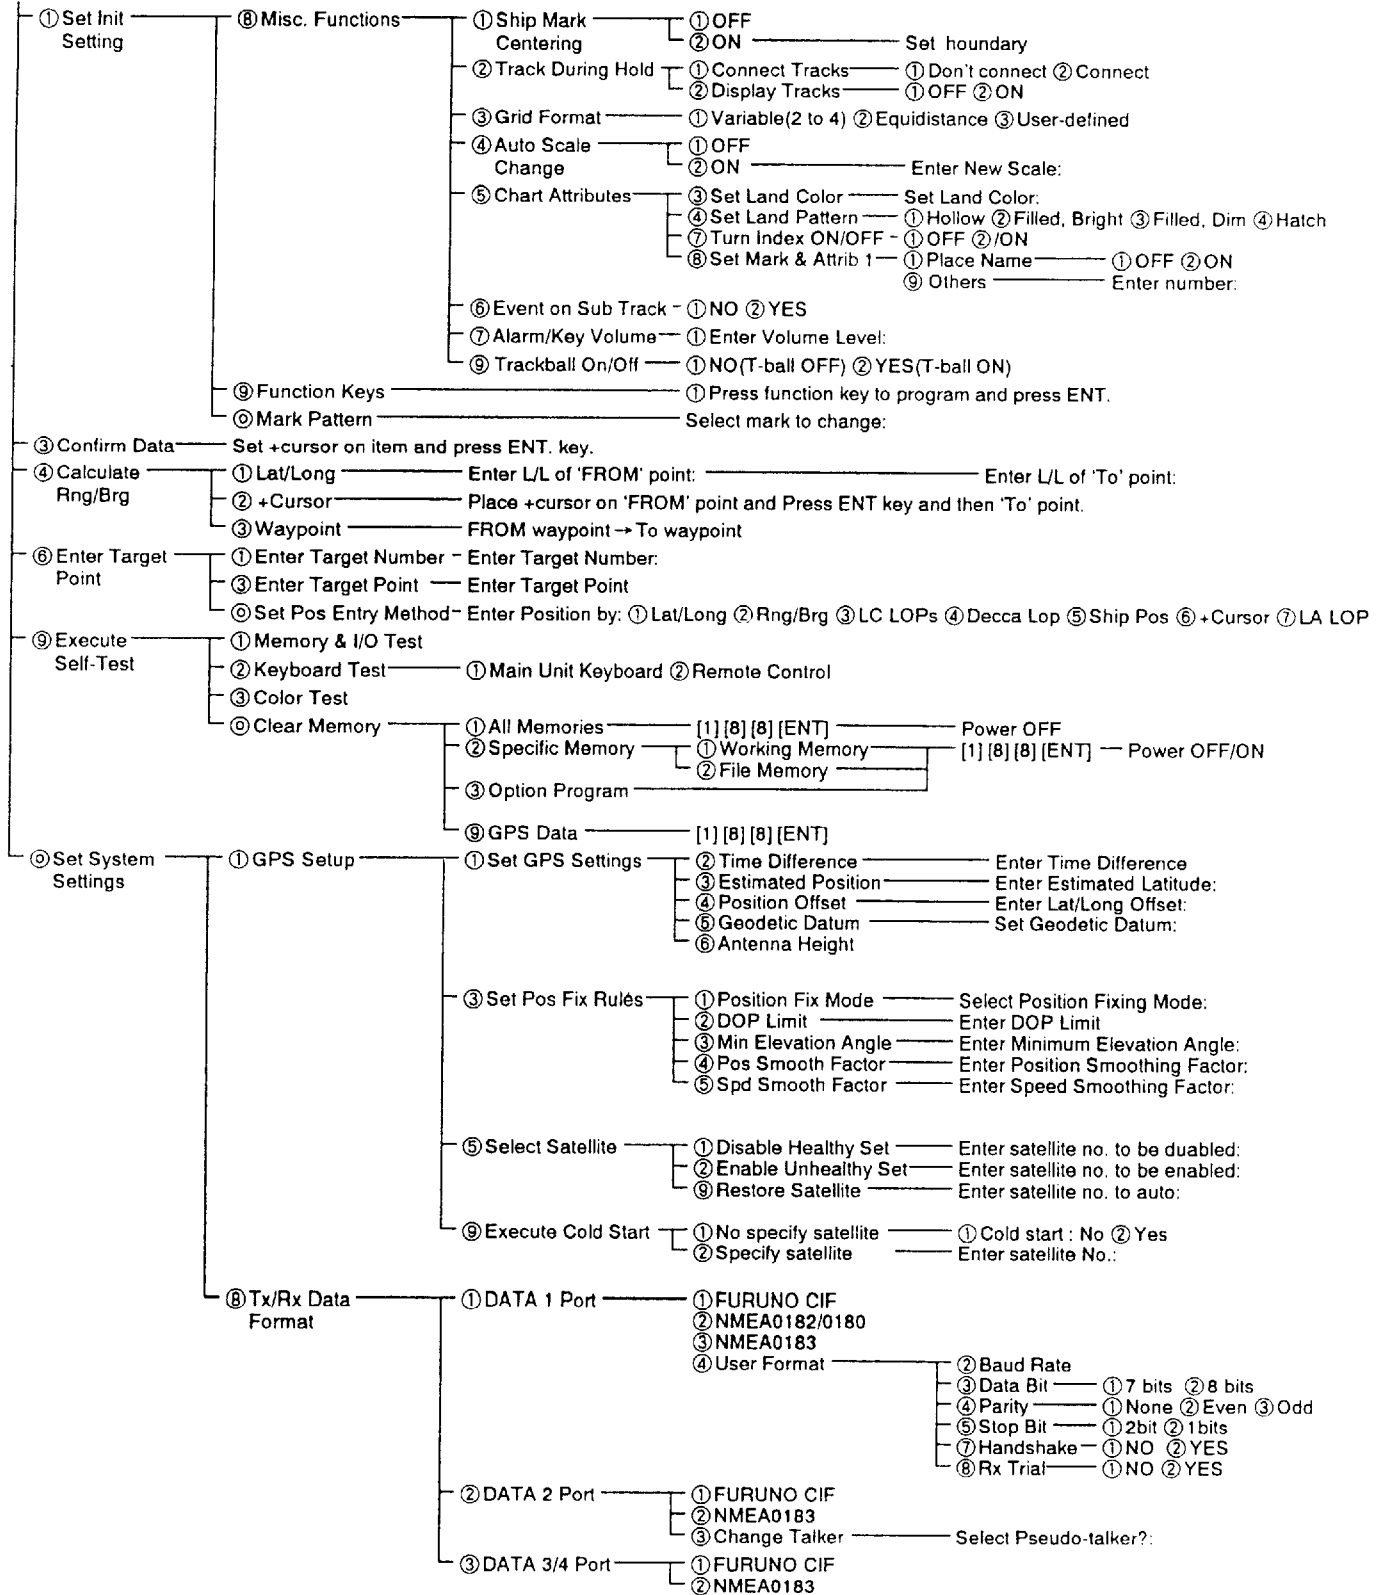 ①Set Init ⑧Misc. Functions ①Ship Mark ①OFF
Setting Centering ②ON Set houndary
②Track During Hold ①Connect Tracks ①Don't connect ②Connect
②Display Tracks ①OFF ②ON
③Grid Format ①Variable(2 to 4) ②Equidistance ③User-defined
④Auto Scale ①OFF
Change ②ON Enter New Scale:
⑤Chart Attributes ③Set Land Color Set Land Color:
④Set Land Pattern ①Hollow ②Filled, Bright ③Filled, Dim ④Hatch
⑦Turn Index ON/OFF ①OFF ②/ON
⑧Set Mark & Attrib 1 ①Place Name ①OFF ②ON
⑨ Others Enter number:
⑥Event on Sub Track ①NO ②YES
⑦Alarm/Key Volume ①Enter Volume Level:
⑨Trackball On/Off ①NO(T-ball OFF) ②YES(T-ball ON)
⑨Function Keys ①Press function key to program and press ENT.
⓪Mark Pattern Select mark to change:
③Confirm Data Set +cursor on item and press ENT. key.
④Calculate ①Lat/Long Enter L/L of 'FROM' point: Enter L/L of 'To' point:
Rng/Brg ②+Cursor Place +cursor on 'FROM' point and Press ENT key and then 'To' point.
③Waypoint FROM waypoint→To waypoint
⑥Enter Target ①Enter Target Number Enter Target Number:
Point ③Enter Target Point Enter Target Point
⓪Set Pos Entry Method Enter Position by: ①Lat/Long ②Rng/Brg ③LC LOPs ④Decca Lop ⑤Ship Pos ⑥+Cursor ⑦LA LOP
⑨Execute ①Memory & I/O Test
Self-Test ②Keyboard Test ①Main Unit Keyboard ②Remote Control
③Color Test
⓪Clear Memory ①All Memories [1][8][8][ENT] Power OFF
②Specific Memory ①Working Memory [1][8][8][ENT] Power OFF/ON
②File Memory
③Option Program
⑨GPS Data [1][8][8][ENT]
⓪Set System ①GPS Setup ①Set GPS Settings ②Time Difference Enter Time Difference
Settings ③Estimated Position Enter Estimated Latitude:
④Position Offset Enter Lat/Long Offset:
⑤Geodetic Datum Set Geodetic Datum:
⑥Antenna Height
③Set Pos Fix Rules ①Position Fix Mode Select Position Fixing Mode:
②DOP Limit Enter DOP Limit
③Min Elevation Angle Enter Minimum Elevation Angle:
④Pos Smooth Factor Enter Position Smoothing Factor:
⑤Spd Smooth Factor Enter Speed Smoothing Factor:
⑤Select Satellite ①Disable Healthy Set Enter satellite no. to be duabled:
②Enable Unhealthy Set Enter satellite no. to be enabled:
⑨Restore Satellite Enter satellite no. to auto:
⑨Execute Cold Start ①No specify satellite ①Cold start : No ②Yes
②Specify satellite Enter satellite No.:
⑧Tx/Rx Data ①DATA 1 Port ①FURUNO CIF
Format ②NMEA0182/0180
③NMEA0183
④User Format ②Baud Rate
③Data Bit ①7 bits ②8 bits
④Parity ①None ②Even ③Odd
⑤Stop Bit ①2bit ②1bits
⑦Handshake ①NO ②YES
⑧Rx Trial ①NO ②YES
②DATA 2 Port ①FURUNO CIF
②NMEA0183
③Change Talker Select Pseudo-talker?:
③DATA 3/4 Port ①FURUNO CIF
②NMEA0183